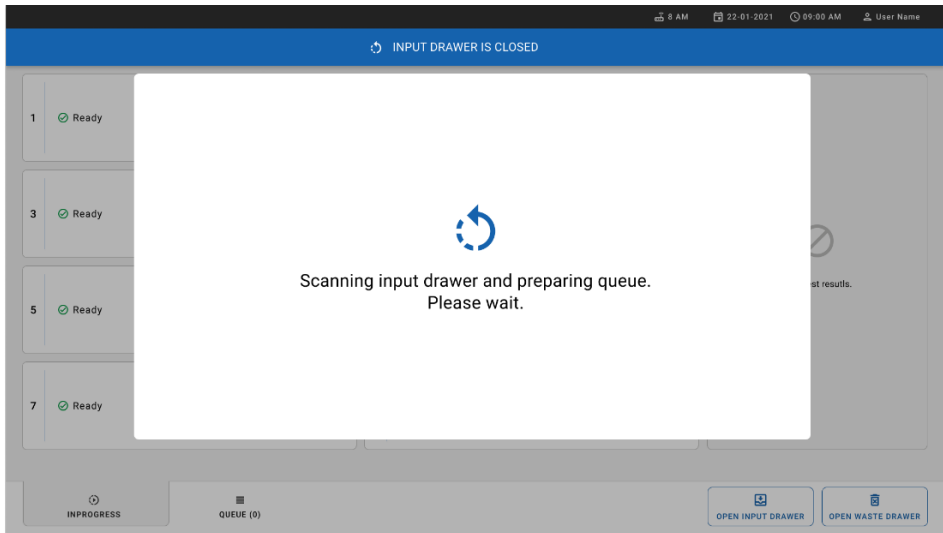 8 AM
22-01-2021
09:00 AM
User Name
INPUT DRAWER IS CLOSED
1
Ready
3
Ready
5
Ready
7
Ready
Scanning input drawer and preparing queue.
Please wait.
resutls.
INPROGRESS
QUEUE (0)
OPEN INPUT DRAWER
OPEN WASTE DRAWER